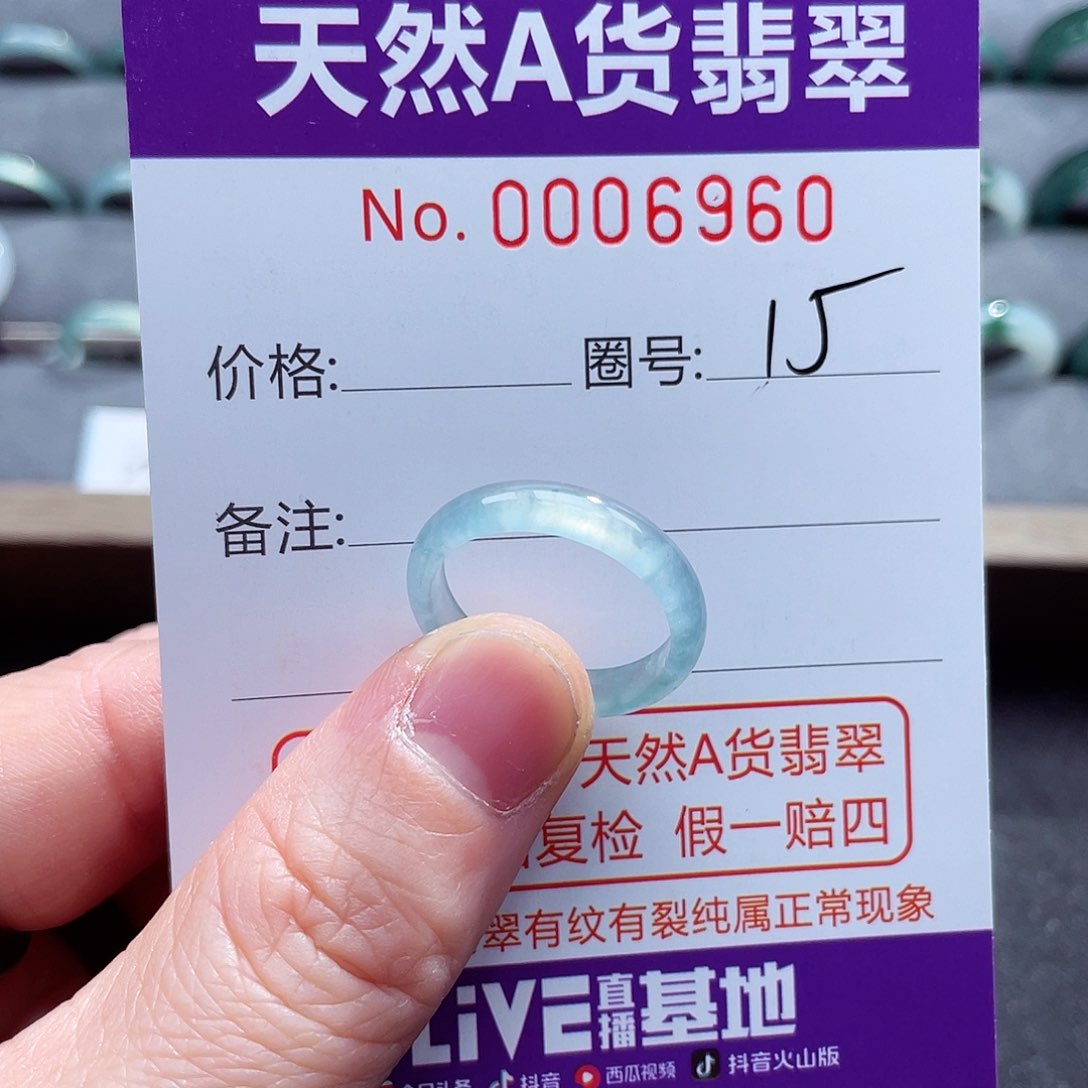 天然A货翡翠
No. 0006960
价格: 圈号: 15
备注:
天然A货翡翠
复检 假一赔四
翠有纹有裂纯属正常现象
LiVE直播基地
抖音 西瓜视频 抖音火山版